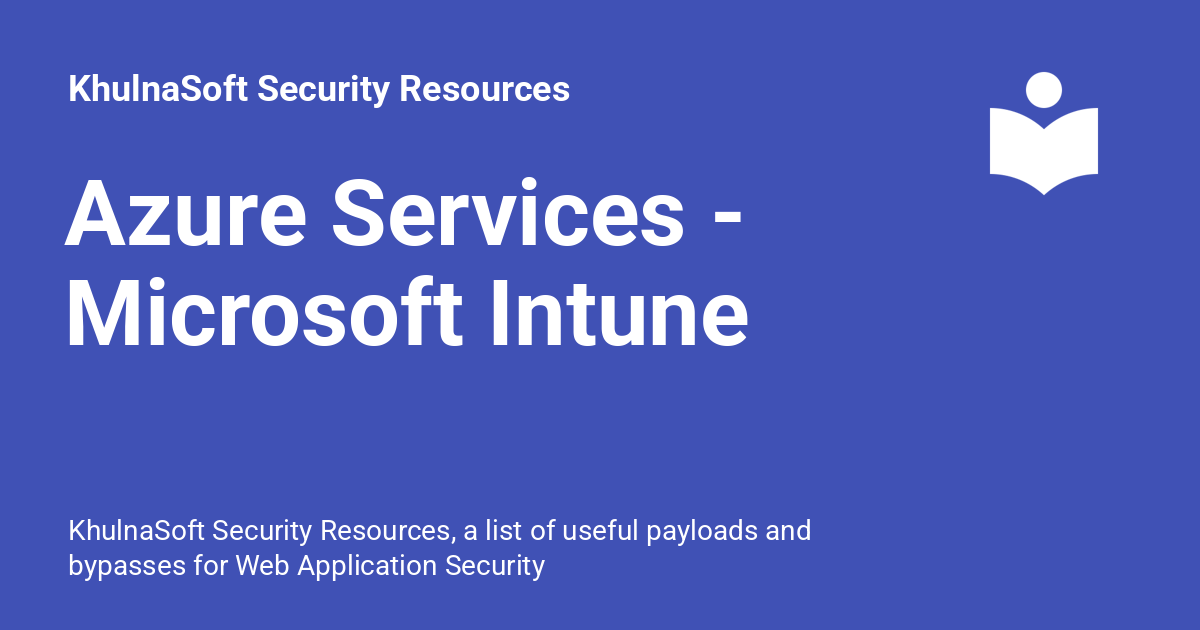 KhulnaSoft Security Resources
Azure Services -
Microsoft Intune
KhulnaSoft Security Resources, a list of useful payloads and
bypasses for Web Application Security